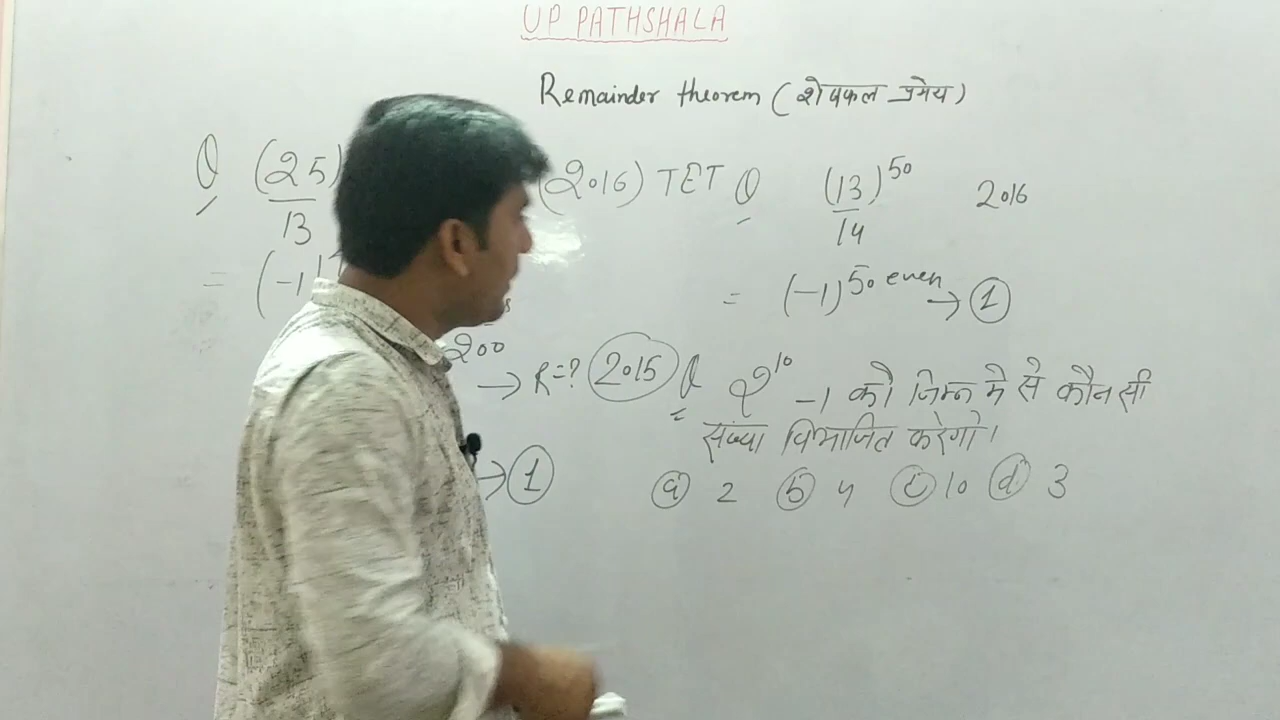 UP PATHSHALA
Remainder theorem (शेषफल प्रमेय)
Q (25)
13
= (-1)
200
→ R=? 2015
→ 1
(2016) TET
Q (13)^50 2016
14
= (-1)^50 even → 1
Q 2^10 -1 को निम्न मे से कौन सी
संख्या विभाजित करेगी।
(a) 2 (b) 4 (c) 10 (d) 3